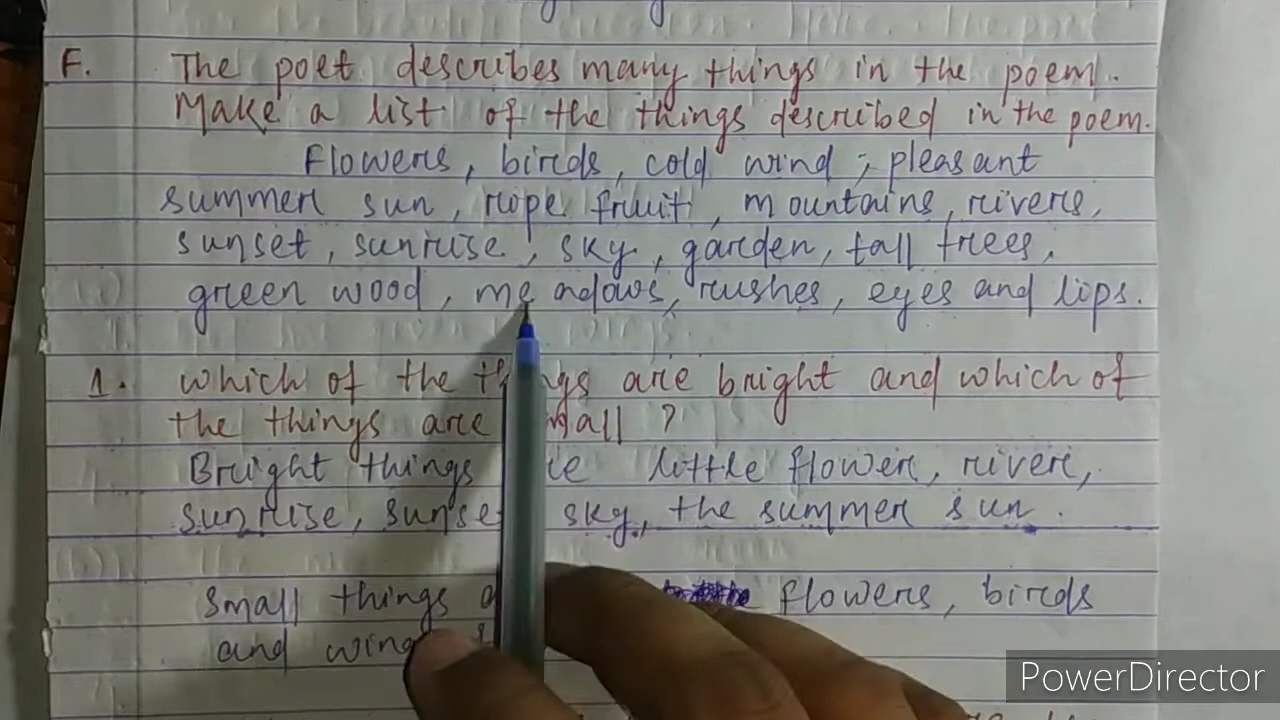 F. The poet describes many things in the poem.
Make a list of the things described in the poem.
Flowers, birds, cold wind, pleasant
summer sun, ripe fruit, mountains, rivers,
sunset, sunrise, sky, garden, tall trees,
green wood, meadows, rushes, eyes and lips.
1. Which of the things are bright and which of
the things are small?
Bright things little flower, river,
sunrise, sunset sky, the summer sun.
Small things flowers, birds
and wing
PowerDirector